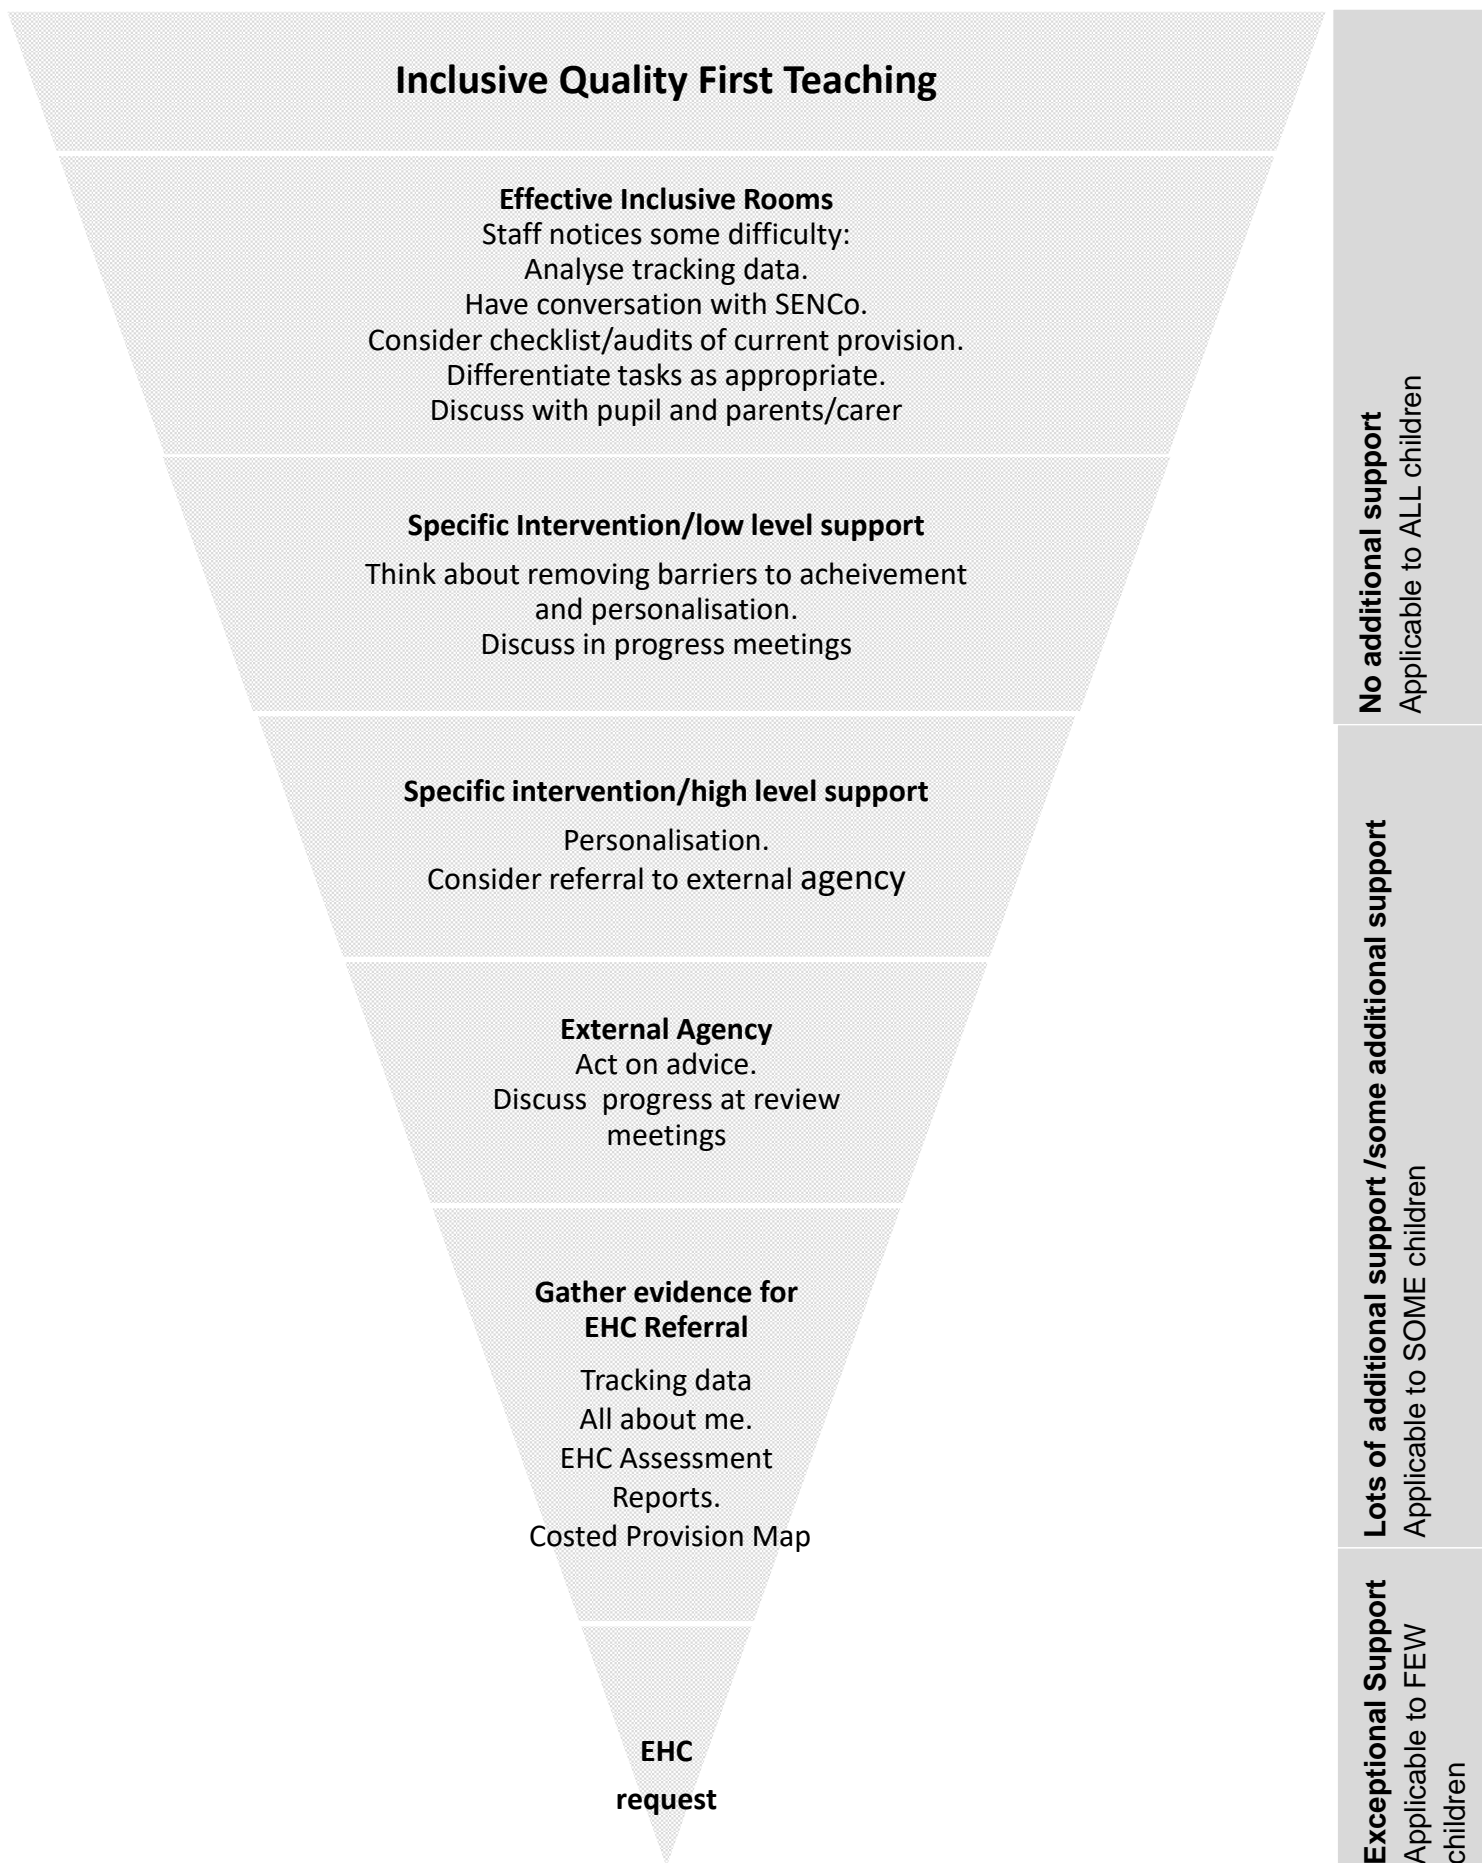 Inclusive Quality First Teaching
Effective Inclusive Rooms
Staff notices some difficulty:
Analyse tracking data.
Have conversation with SENCo.
Consider checklist/audits of current provision.
Differentiate tasks as appropriate.
Discuss with pupil and parents/carer
Specific Intervention/low level support
Think about removing barriers to acheivement
and personalisation.
Discuss in progress meetings
Specific intervention/high level support
Personalisation.
Consider referral to external agency
External Agency
Act on advice.
Discuss  progress at review
meetings
Gather evidence for
EHC Referral
Tracking data
All about me.
EHC Assessment
Reports.
Costed Provision Map
EHC
request
No additional support
Applicable to ALL children
Lots of additional support /some additional support
Applicable to SOME children
Exceptional Support
Applicable to FEW
children